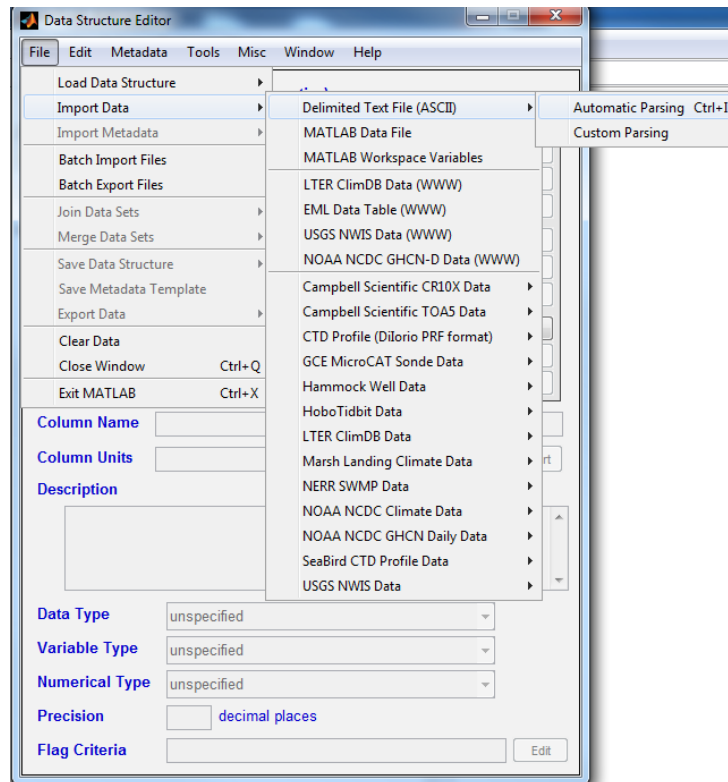 Data Structure Editor
File Edit Metadata Tools Misc Window Help
Load Data Structure
Import Data
Import Metadata
Batch Import Files
Batch Export Files
Join Data Sets
Merge Data Sets
Save Data Structure
Save Metadata Template
Export Data
Clear Data
Close Window Ctrl+Q
Exit MATLAB Ctrl+X
Delimited Text File (ASCII)
MATLAB Data File
MATLAB Workspace Variables
LTER ClimDB Data (WWW)
EML Data Table (WWW)
USGS NWIS Data (WWW)
NOAA NCDC GHCN-D Data (WWW)
Campbell Scientific CR10X Data
Campbell Scientific TOA5 Data
CTD Profile (DiIorio PRF format)
GCE MicroCAT Sonde Data
Hammock Well Data
HoboTidbit Data
LTER ClimDB Data
Marsh Landing Climate Data
NERR SWMP Data
NOAA NCDC Climate Data
NOAA NCDC GHCN Daily Data
SeaBird CTD Profile Data
USGS NWIS Data
Automatic Parsing Ctrl+I
Custom Parsing
Column Name
Column Units
Description
Data Type unspecified
Variable Type unspecified
Numerical Type unspecified
Precision decimal places
Flag Criteria Edit